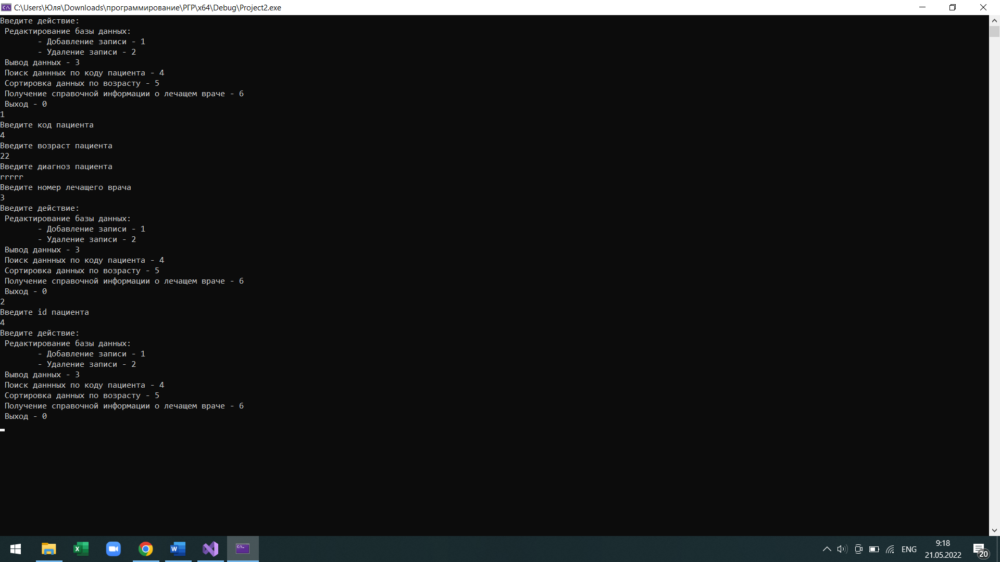 C:\Users\Юля\Downloads\программирование\РГР\x64\Debug\Project2.exe
Введите действие:
Редактирование базы данных:
- Добавление записи - 1
- Удаление записи - 2
Вывод данных - 3
Поиск даннных по коду пациента - 4
Сортировка данных по возрасту - 5
Получение справочной информации о лечащем враче - 6
Выход - 0
1
Введите код пациента
4
Введите возраст пациента
22
Введите диагноз пациента
rrrrr
Введите номер лечащего врача
3
Введите действие:
Редактирование базы данных:
- Добавление записи - 1
- Удаление записи - 2
Вывод данных - 3
Поиск даннных по коду пациента - 4
Сортировка данных по возрасту - 5
Получение справочной информации о лечащем враче - 6
Выход - 0
2
Введите id пациента
4
Введите действие:
Редактирование базы данных:
- Добавление записи - 1
- Удаление записи - 2
Вывод данных - 3
Поиск даннных по коду пациента - 4
Сортировка данных по возрасту - 5
Получение справочной информации о лечащем враче - 6
Выход - 0
ENG
9:18
21.05.2022
20